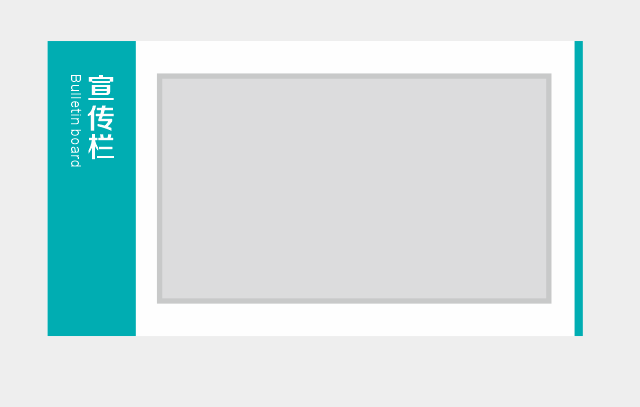 宣传栏
Bulletin board